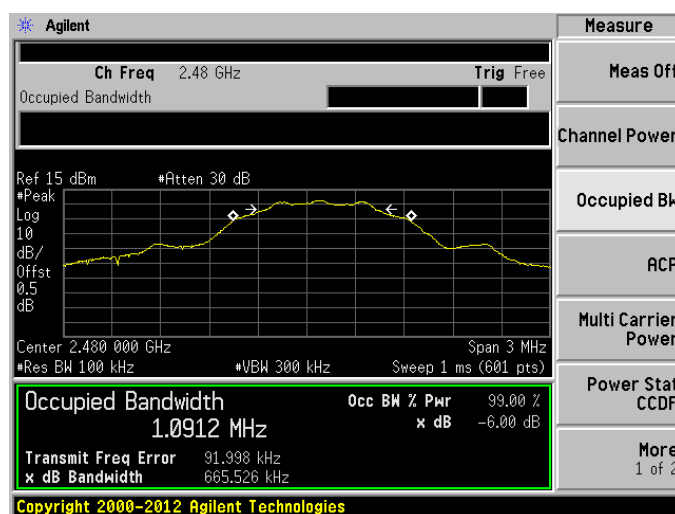 Agilent
Measure
Ch Freq 2.48 GHz Trig Free
Occupied Bandwidth
Meas Off
Channel Power
Occupied BW
ACP
Multi Carrier
Power
Power Stat
CCDF
More
1 of 2
Ref 15 dBm #Atten 30 dB
#Peak
Log
10
dB/
Offst
0.5
dB
Center 2.480 000 GHz Span 3 MHz
#Res BW 100 kHz #VBW 300 kHz Sweep 1 ms (601 pts)
Occupied Bandwidth Occ BW % Pwr 99.00 %
1.0912 MHz x dB -6.00 dB
Transmit Freq Error 91.998 kHz
x dB Bandwidth 665.526 kHz
Copyright 2000-2012 Agilent Technologies